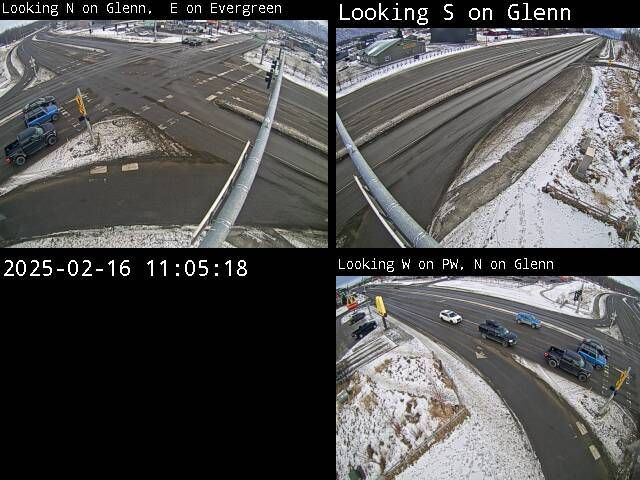 Looking N on Glenn,  E on Evergreen
Looking S on Glenn
2025-02-16 11:05:18
Looking W on PW, N on Glenn